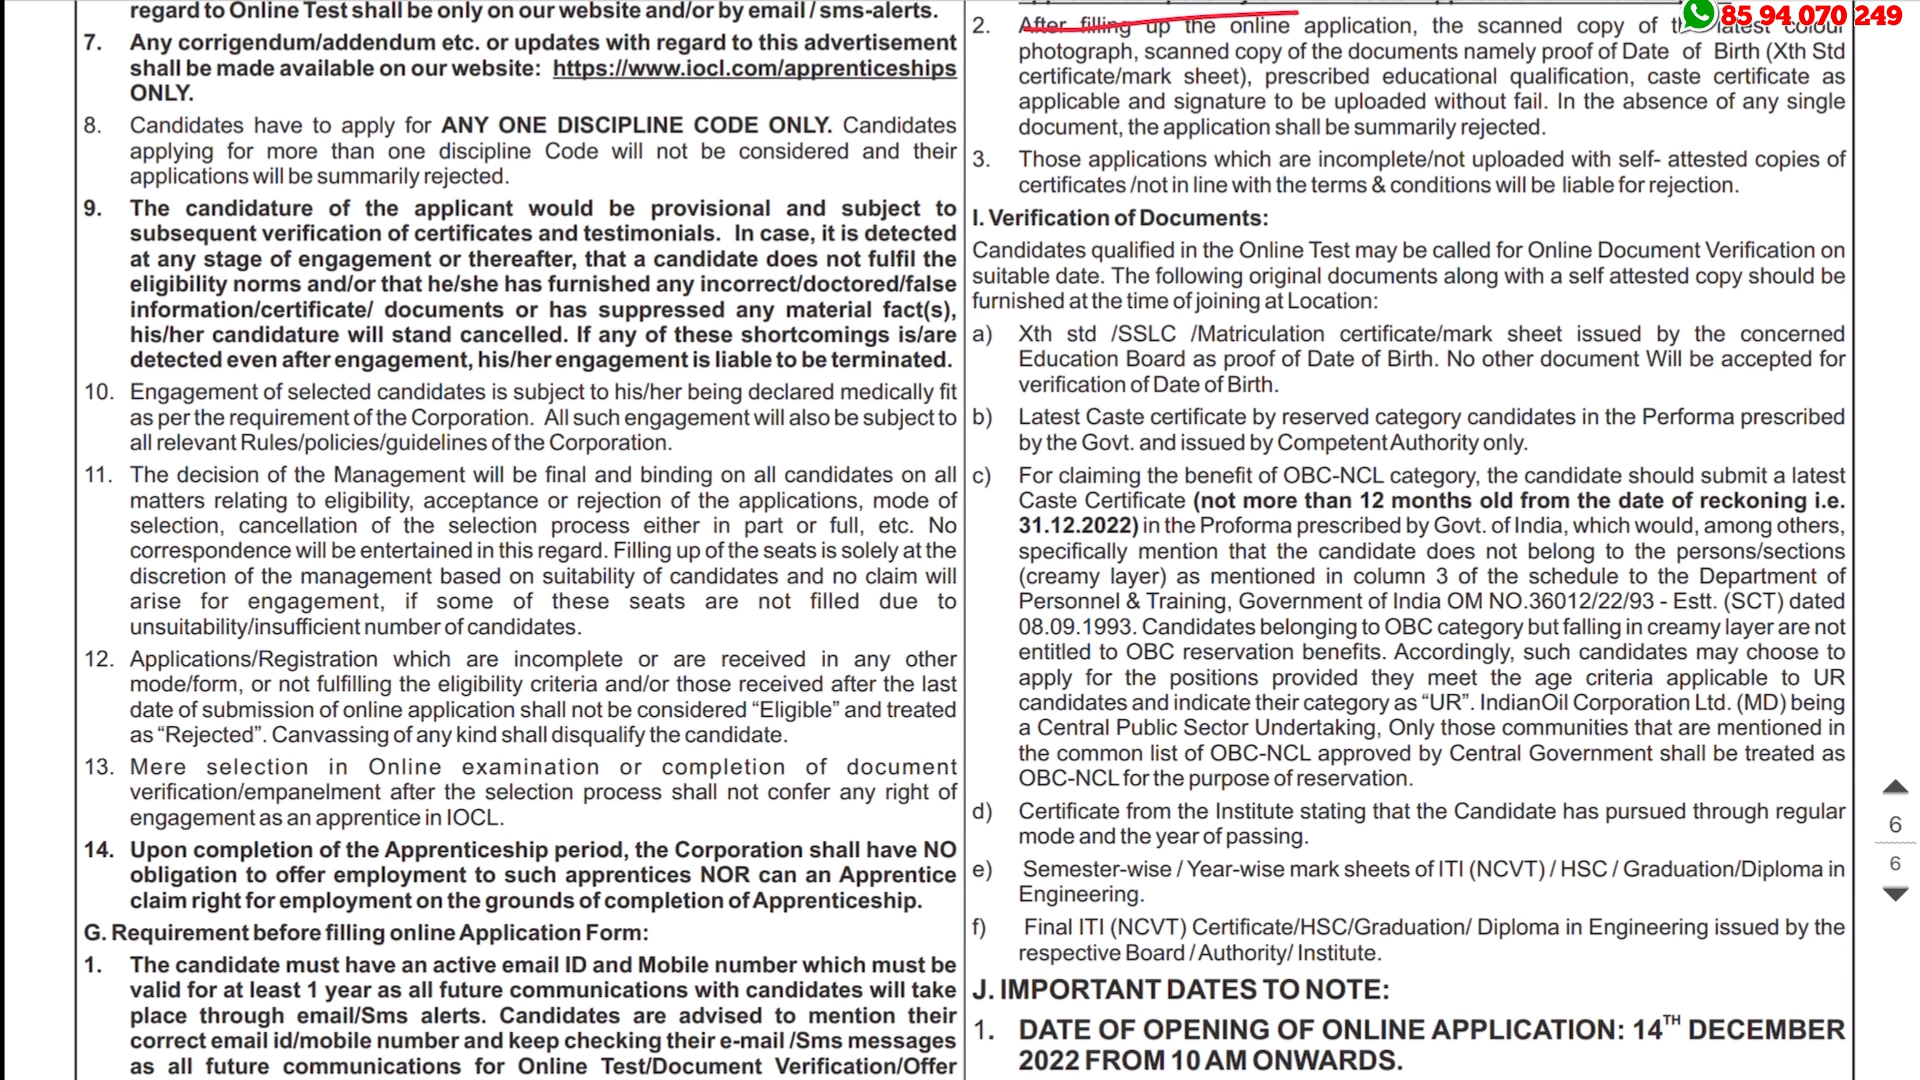 regard to Online Test shall be only on our website and/or by email / sms-alerts.
7. Any corrigendum/addendum etc. or updates with regard to this advertisement
shall be made available on our website: https://www.iocl.com/apprenticeships
ONLY.
8. Candidates have to apply for ANY ONE DISCIPLINE CODE ONLY. Candidates
applying for more than one discipline Code will not be considered and their
applications will be summarily rejected.
9. The candidature of the applicant would be provisional and subject to
subsequent verification of certificates and testimonials. In case, it is detected
at any stage of engagement or thereafter, that a candidate does not fulfil the
eligibility norms and/or that he/she has furnished any incorrect/doctored/false
information/certificate/ documents or has suppressed any material fact(s),
his/her candidature will stand cancelled. If any of these shortcomings is/are
detected even after engagement, his/her engagement is liable to be terminated.
10. Engagement of selected candidates is subject to his/her being declared medically fit
as per the requirement of the Corporation. All such engagement will also be subject to
all relevant Rules/policies/guidelines of the Corporation.
11. The decision of the Management will be final and binding on all candidates on all
matters relating to eligibility, acceptance or rejection of the applications, mode of
selection, cancellation of the selection process either in part or full, etc. No
correspondence will be entertained in this regard. Filling up of the seats is solely at the
discretion of the management based on suitability of candidates and no claim will
arise for engagement, if some of these seats are not filled due to
unsuitability/insufficient number of candidates.
12. Applications/Registration which are incomplete or are received in any other
mode/form, or not fulfilling the eligibility criteria and/or those received after the last
date of submission of online application shall not be considered “Eligible” and treated
as “Rejected”. Canvassing of any kind shall disqualify the candidate.
13. Mere selection in Online examination or completion of document
verification/empanelment after the selection process shall not confer any right of
engagement as an apprentice in IOCL.
14. Upon completion of the Apprenticeship period, the Corporation shall have NO
obligation to offer employment to such apprentices NOR can an Apprentice
claim right for employment on the grounds of completion of Apprenticeship.
G. Requirement before filling online Application Form:
1. The candidate must have an active email ID and Mobile number which must be
valid for at least 1 year as all future communications with candidates will take
place through email/Sms alerts. Candidates are advised to mention their
correct email id/mobile number and keep checking their e-mail /Sms messages
as all future communications for Online Test/Document Verification/Offer
85 94 070 249
2. After filling up the online application, the scanned copy of latest colour
photograph, scanned copy of the documents namely proof of Date of Birth (Xth Std
certificate/mark sheet), prescribed educational qualification, caste certificate as
applicable and signature to be uploaded without fail. In the absence of any single
document, the application shall be summarily rejected.
3. Those applications which are incomplete/not uploaded with self- attested copies of
certificates /not in line with the terms & conditions will be liable for rejection.
I. Verification of Documents:
Candidates qualified in the Online Test may be called for Online Document Verification on
suitable date. The following original documents along with a self attested copy should be
furnished at the time of joining at Location:
a) Xth std /SSLC /Matriculation certificate/mark sheet issued by the concerned
Education Board as proof of Date of Birth. No other document Will be accepted for
verification of Date of Birth.
b) Latest Caste certificate by reserved category candidates in the Performa prescribed
by the Govt. and issued by Competent Authority only.
c) For claiming the benefit of OBC-NCL category, the candidate should submit a latest
Caste Certificate (not more than 12 months old from the date of reckoning i.e.
31.12.2022) in the Proforma prescribed by Govt. of India, which would, among others,
specifically mention that the candidate does not belong to the persons/sections
(creamy layer) as mentioned in column 3 of the schedule to the Department of
Personnel & Training, Government of India OM NO.36012/22/93 - Estt. (SCT) dated
08.09.1993. Candidates belonging to OBC category but falling in creamy layer are not
entitled to OBC reservation benefits. Accordingly, such candidates may choose to
apply for the positions provided they meet the age criteria applicable to UR
candidates and indicate their category as “UR”. IndianOil Corporation Ltd. (MD) being
a Central Public Sector Undertaking, Only those communities that are mentioned in
the common list of OBC-NCL approved by Central Government shall be treated as
OBC-NCL for the purpose of reservation.
d) Certificate from the Institute stating that the Candidate has pursued through regular
mode and the year of passing.
e) Semester-wise / Year-wise mark sheets of ITI (NCVT) / HSC / Graduation/Diploma in
Engineering.
f) Final ITI (NCVT) Certificate/HSC/Graduation/ Diploma in Engineering issued by the
respective Board / Authority/ Institute.
J. IMPORTANT DATES TO NOTE:
1. DATE OF OPENING OF ONLINE APPLICATION: 14TH DECEMBER
2022 FROM 10 AM ONWARDS.
6
6